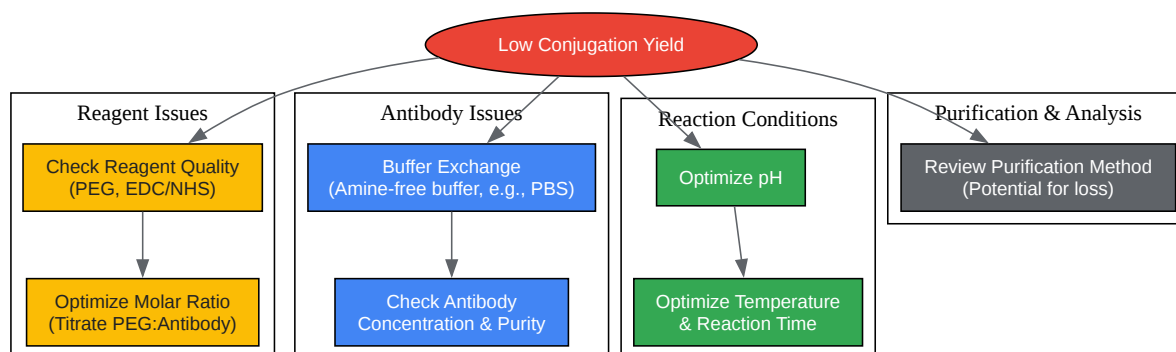 Low Conjugation Yield
Reagent Issues
Check Reagent Quality
(PEG, EDC/NHS)
Optimize Molar Ratio
(Titrate PEG:Antibody)
Antibody Issues
Buffer Exchange
(Amine-free buffer, e.g., PBS)
Check Antibody
Concentration & Purity
Reaction Conditions
Optimize pH
Optimize Temperature
& Reaction Time
Purification & Analysis
Review Purification Method
(Potential for loss)